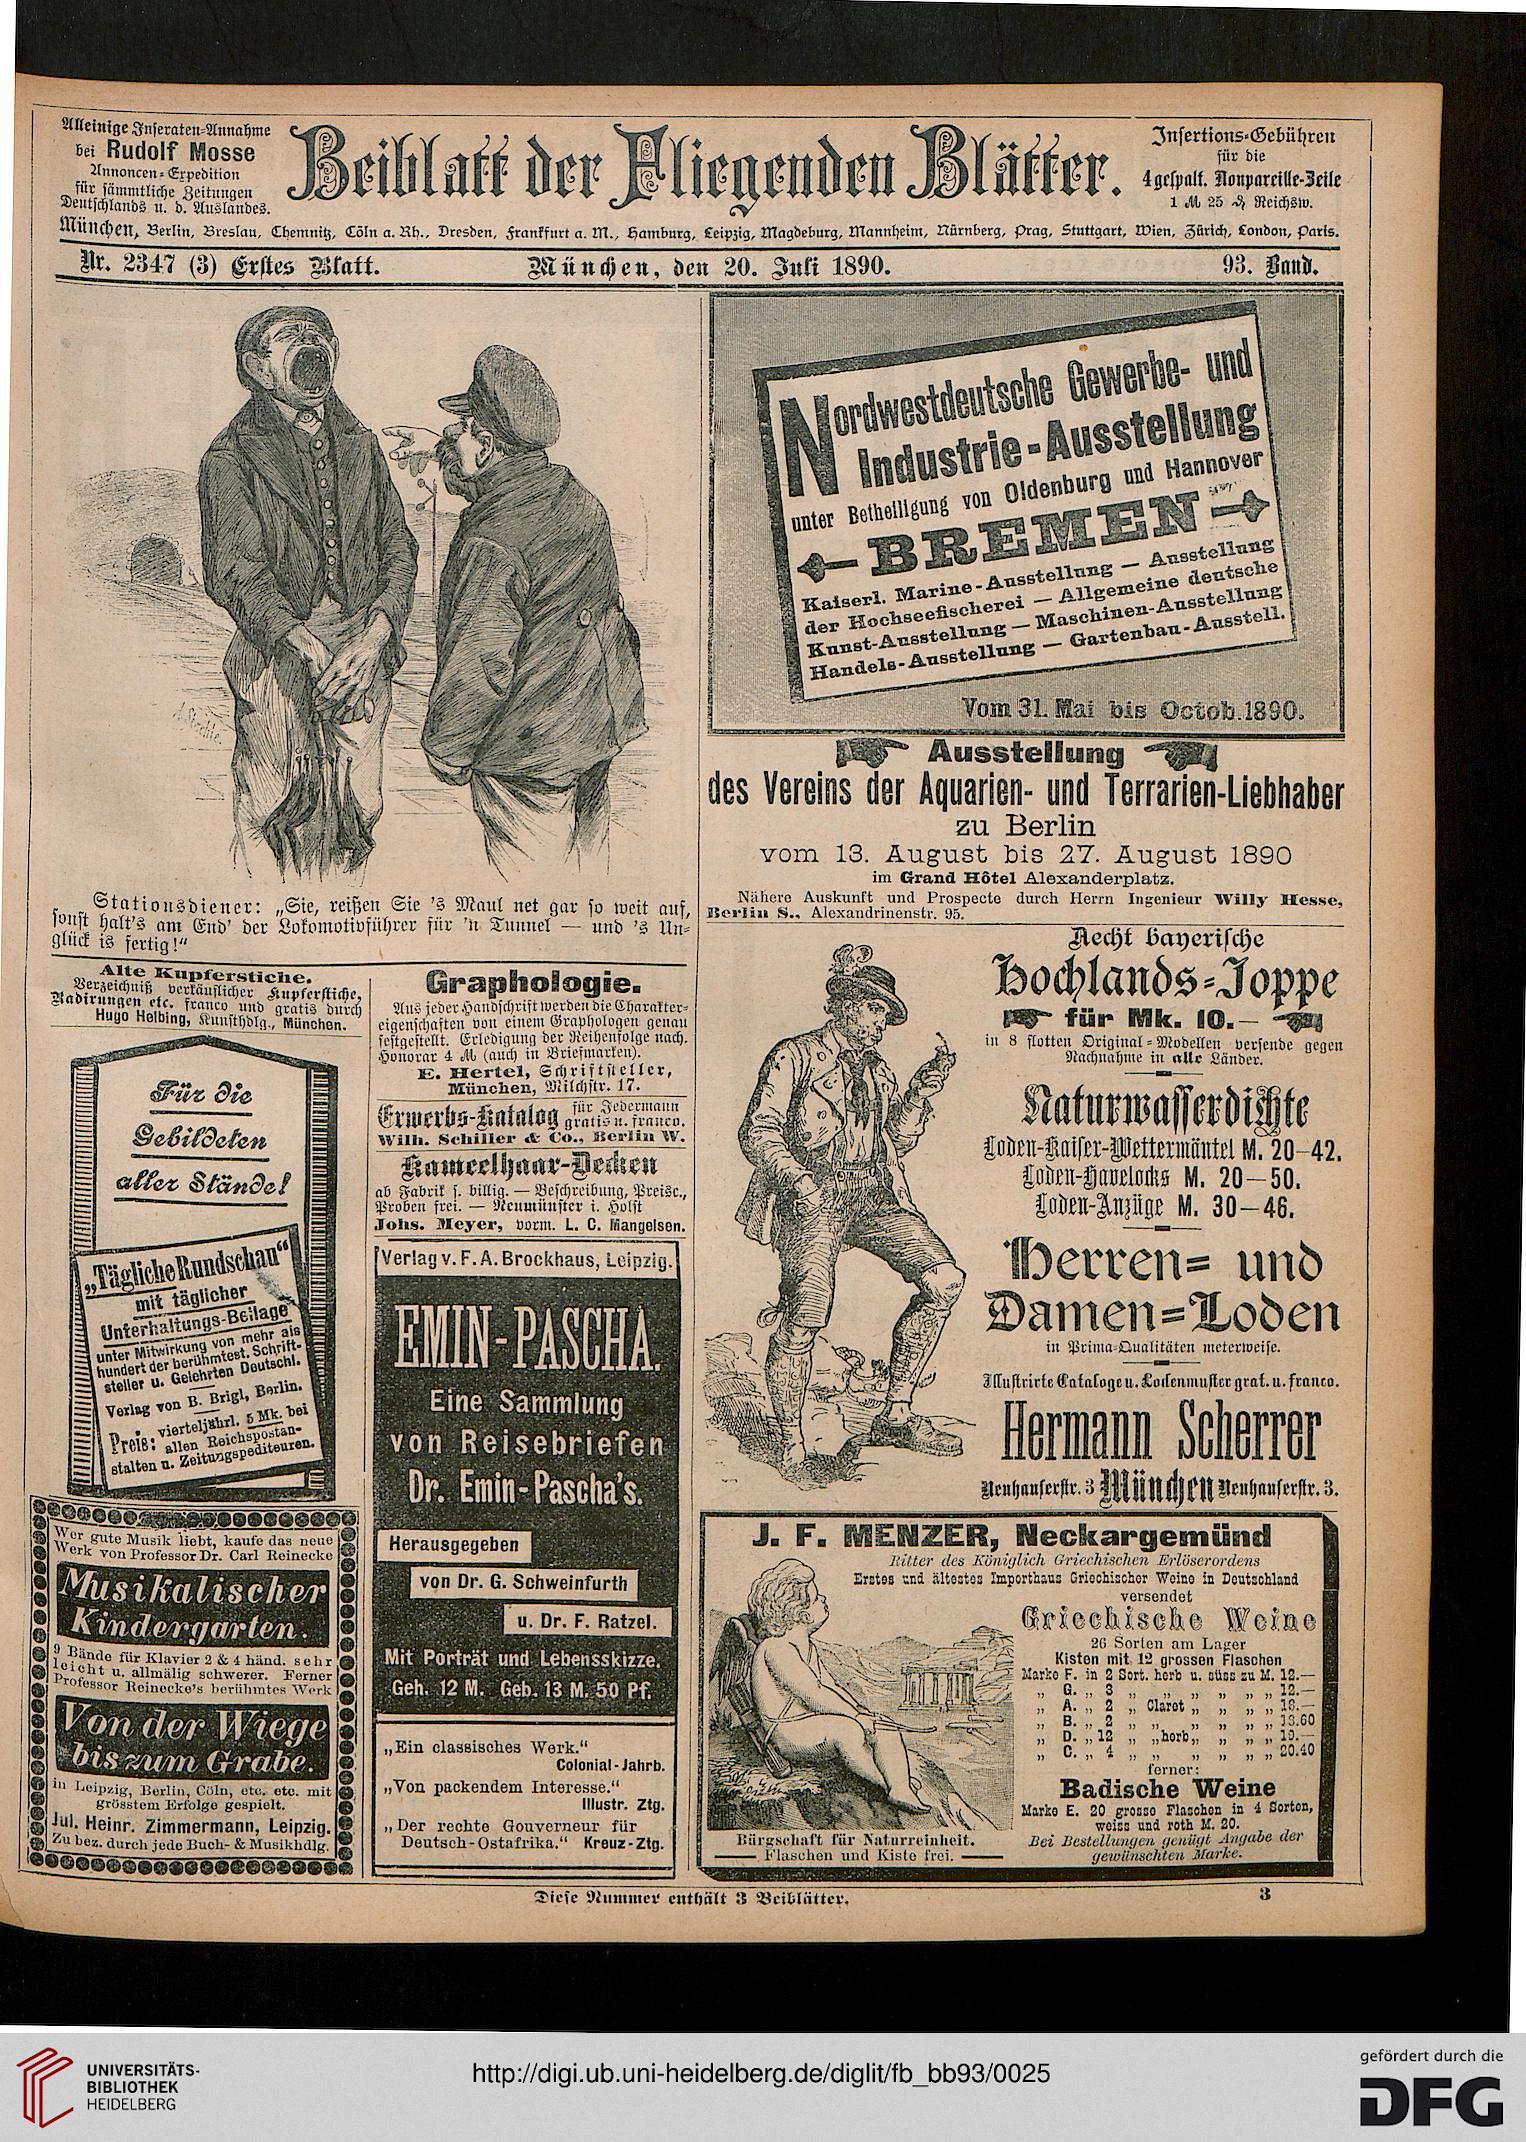 Alleinige Inseraten-Annahme
bei Rudolf Mosse
Annoncen-Expedition
für sämmtliche Zeitungen
Deutschlands u. d. Auslandes.
Beiblatt der Fliegenden Blätter.
Insertions-Gebühren
für die
4gespalt. Nonpareille-Zeile
1 ℳ 25 ₰ Reichsw.
München, Berlin, Breslau, Chemnitz, Cöln a. Rh., Dresden, Frankfurt a. M., Hamburg, Leipzig, Magdeburg, Mannheim, Nürnberg, Prag, Stuttgart, Wien, Zürich, London, Paris.
Nr. 2347 (3) Erstes Blatt.
München, den 20. Juli 1890.
93. Band.
Stationsdiener: „Sie, reißen Sie 's Maul net gar so weit auf,
sonst halt's am End' der Lokomotivführer für 'n Tunnel — und 's Un-
glück is fertig!“
Alte Kupferstiche.
Verzeichniß verkäuflicher Kupferstiche,
Radirungen etc. franco und gratis durch
Hugo Helbing, Kunsthdlg., München.
Für die
Gebildeten
aller Stände!
„Tägliche Rundschau“
mit täglicher
Unterhaltungs-Beilage
unter Mitwirkung von mehr als
hundert der berühmtest. Schrift-
steller u. Gelehrten Deutschl.
Verlag von B. Brigl, Berlin.
Preis: vierteljährl. 5 Mk. bei
allen Reichspostan-
stalten u. Zeitungsspediteuren.
Wer gute Musik liebt, kaufe das neue
Werk von Professor Dr. Carl Reinecke
Musikalischer
Kindergarten.
9 Bände für Klavier 2 & 4 händ. sehr
leicht u. allmälig schwerer. Ferner
Professor Reinecke's berühmtes Werk
Von der Wiege
bis zum Grabe.
in Leipzig, Berlin, Cöln, etc. etc. mit
grösstem Erfolge gespielt.
Jul. Heinr. Zimmermann, Leipzig.
Zu bez. durch jede Buch- & Musikhdlg.
Graphologie.
Aus jeder Handschrift werden die Charakter-
eigenschaften von einem Graphologen genau
festgestellt. Erledigung der Reihenfolge nach.
Honorar 4 ℳ (auch in Briefmarken).
E. Hertel, Schriftsteller,
München, Milchstr. 17.
Erwerbs-Katalog für Jedermann
gratis u. franco.
Wilh. Schiller & Co., Berlin W.
Kameelhaar-Decken
ab Fabrik s. billig. — Beschreibung, Preise.,
Proben frei. — Neumünster i. Holst
Johs. Meyer, vorm. L. C. Mangelsen.
Verlag v. F. A. Brockhaus, Leipzig.
EMIN-PASCHA.
Eine Sammlung
von Reisebriefen
Dr. Emin-Pascha's.
Herausgegeben
von Dr. G. Schweinfurth
u. Dr. F. Ratzel.
Mit Porträt und Lebensskizze.
Geh. 12 M. Geb. 13 M. 50 Pf.
„Ein classisches Werk.“
Colonial-Jahrb.
„Von packendem Interesse.“
Illustr. Ztg.
„Der rechte Gouverneur für
Deutsch-Ostafrika.“ Kreuz-Ztg.
Nordwestdeutsche Gewerbe- und
Industrie-Ausstellung
unter Betheiligung von Oldenburg und Hannover
BREMEN
Kaiserl. Marine-Ausstellung — Ausstellung
der Hochseefischerei — Allgemeine deutsche
Kunst-Ausstellung — Maschinen-Ausstellung
Handels-Ausstellung — Gartenbau-Ausstell.
Vom 31. Mai bis Octob. 1890.
Ausstellung
des Vereins der Aquarien- und Terrarien-Liebhaber
zu Berlin
vom 13. August bis 27. August 1890
im Grand Hôtel Alexanderplatz.
Nähere Auskunft und Prospecte durch Herrn Ingenieur Willy Hesse,
Berlin S., Alexandrinenstr. 95.
Aecht bayerische
Hochlands-Joppe
für Mk. 10.—
in 8 flotten Original-Modellen versende gegen
Nachnahme in alle Länder.
Naturwasserdichte
Loden-Kaiser-Wettermäntel M. 20—42.
Loden-Havelocks M. 20—50.
Loden-Anzüge M. 30—46.
Herren- und
Damen-Loden
in Prima-Qualitäten meterweise.
Illustrirte Cataloge u. Lodenmuster grat. u. franco.
Hermann Scherrer
Neuhauserstr. 3 München Neuhauserstr. 3.
J. F. MENZER, Neckargemünd
Ritter des Königlich Griechischen Erlöserordens
Erstes und ältestes Importhaus Griechischer Weine in Deutschland
versendet
Griechische Weine
26 Sorten am Lager
Kisten mit 12 grossen Flaschen
Marke F. in 2 Sort. herb u. süss zu M. 12.—
„ G. „ 3 „ „ „ „ „ „ 12.—
„ A. „ 2 „ Claret „ „ „ „ 18.—
„ B. „ 2 „ „ „ „ „ „ 18.60
„ D. „ 12 „ „ herb „ „ „ „ 19.—
„ C. „ 4 „ „ „ „ „ „ 20.40
ferner:
Badische Weine
Marke E. 20 grosse Flaschen in 4 Sorten,
weiss und roth M. 20.
Bei Bestellungen genügt Angabe der
gewünschten Marke.
Bürgschaft für Naturreinheit.
Flaschen und Kiste frei.
Diese Nummer enthält 3 Beiblätter.
3
UNIVERSITÄTS-
BIBLIOTHEK
HEIDELBERG
http://digi.ub.uni-heidelberg.de/diglit/fb_bb93/0025
gefördert durch die
DFG